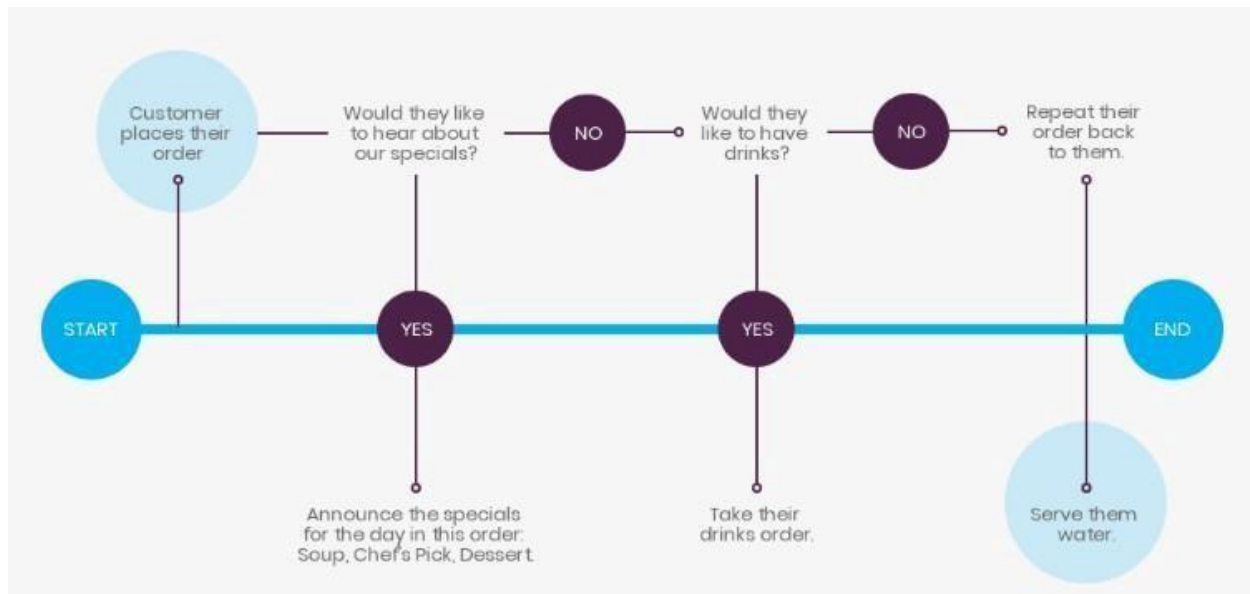 Customer
places their
order
Would they like
to hear about
our specials?
NO
Would they
like to have
drinks?
NO
Repeat their
order back
to them.
START
YES
YES
END
Announce the specials
for the day in this order:
Soup, Chef's Pick, Dessert.
Take their
drinks order.
Serve them
water.